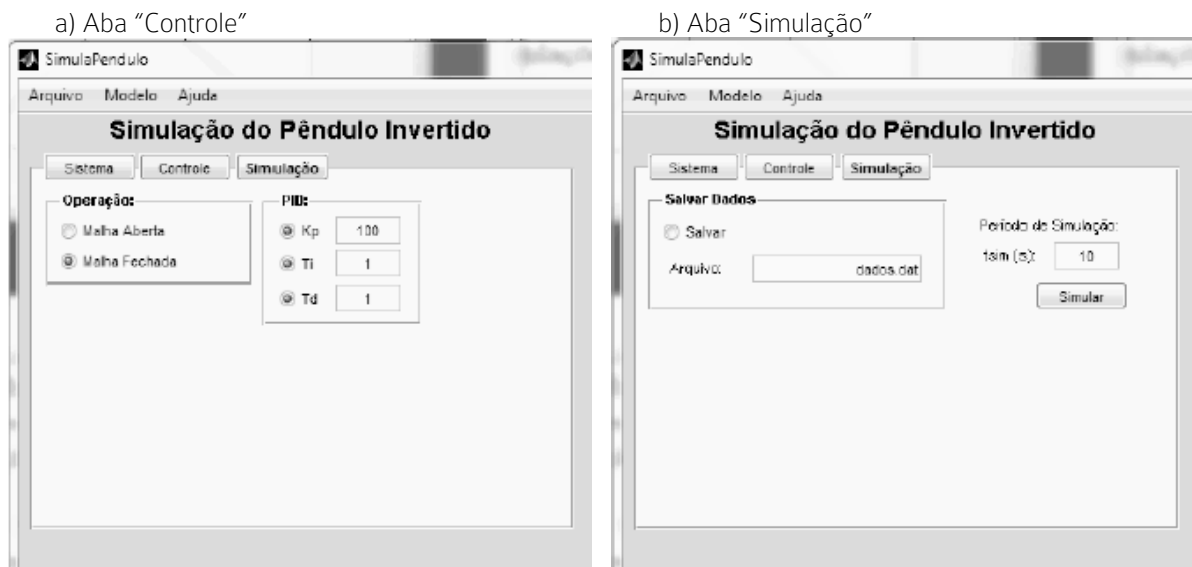 a) Aba “Controle”
SimulaPendulo
Arquivo Modelo Ajuda
Simulação do Pêndulo Invertido
Sistema Controle Simulação
Operação:
Malha Aberta
Malha Fechada
PID:
Kp 100
Ti 1
Td 1
b) Aba “Simulação”
SimulaPendulo
Arquivo Modelo Ajuda
Simulação do Pêndulo Invertido
Sistema Controle Simulação
Salvar Dados
Salvar
Arquivo: dados.dat
Período de Simulação:
tsim (s): 10
Simular